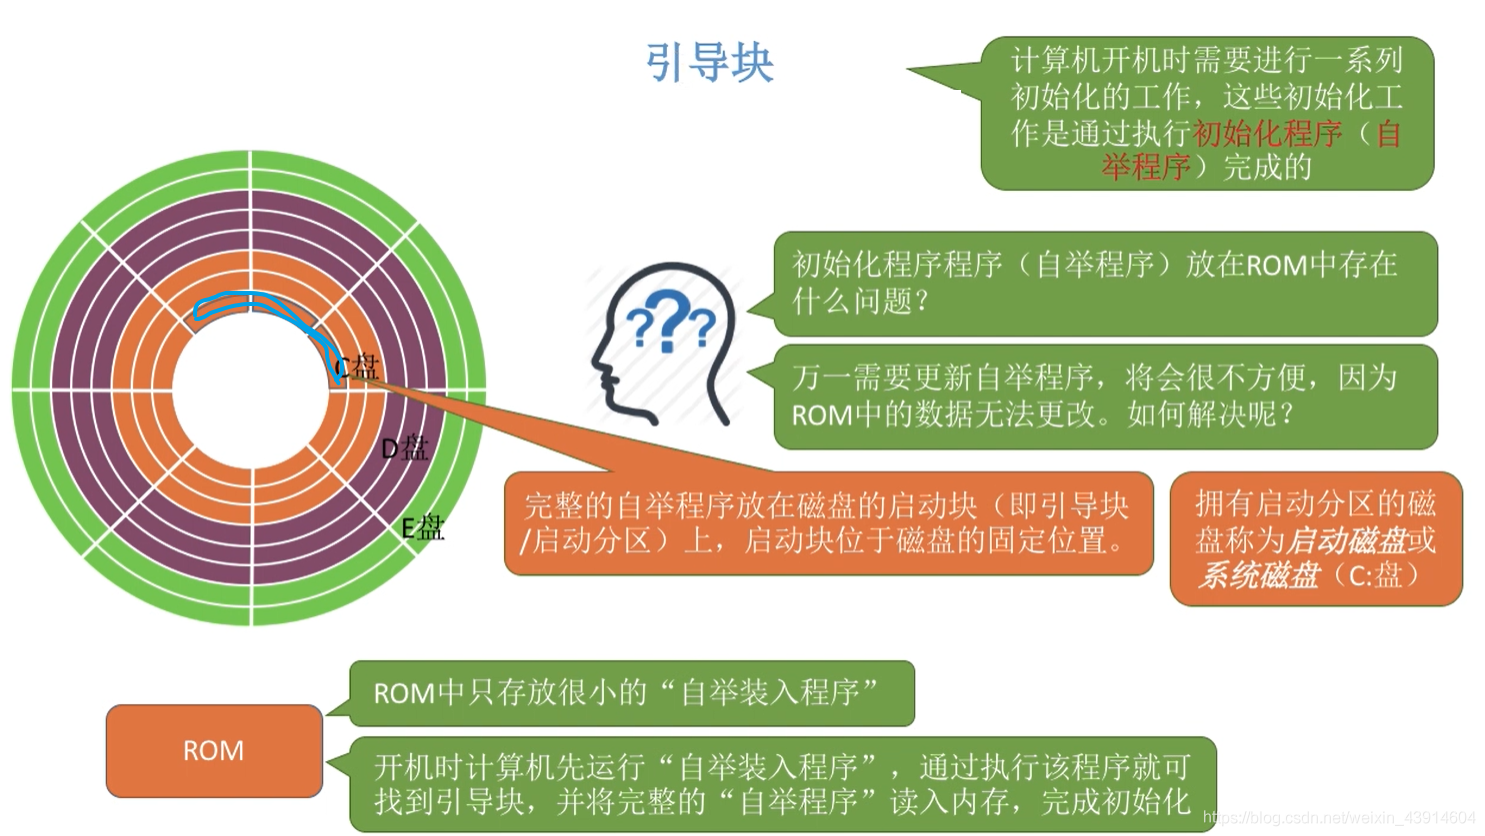 引导块
计算机开机时需要进行一系列
初始化的工作，这些初始化工
作是通过执行初始化程序（自
举程序）完成的
初始化程序程序（自举程序）放在ROM中存在
什么问题？
???
万一需要更新自举程序，将会很不方便，因为
ROM中的数据无法更改。如何解决呢？
C盘
D盘
E盘
完整的自举程序放在磁盘的启动块（即引导块
/启动分区）上，启动块位于磁盘的固定位置。
拥有启动分区的磁
盘称为启动磁盘或
系统磁盘（C:盘）
ROM中只存放很小的“自举装入程序”
ROM
开机时计算机先运行“自举装入程序”，通过执行该程序就可
找到引导块，并将完整的“自举程序”读入内存，完成初始化
https://blog.csdn.net/weixin_43914604